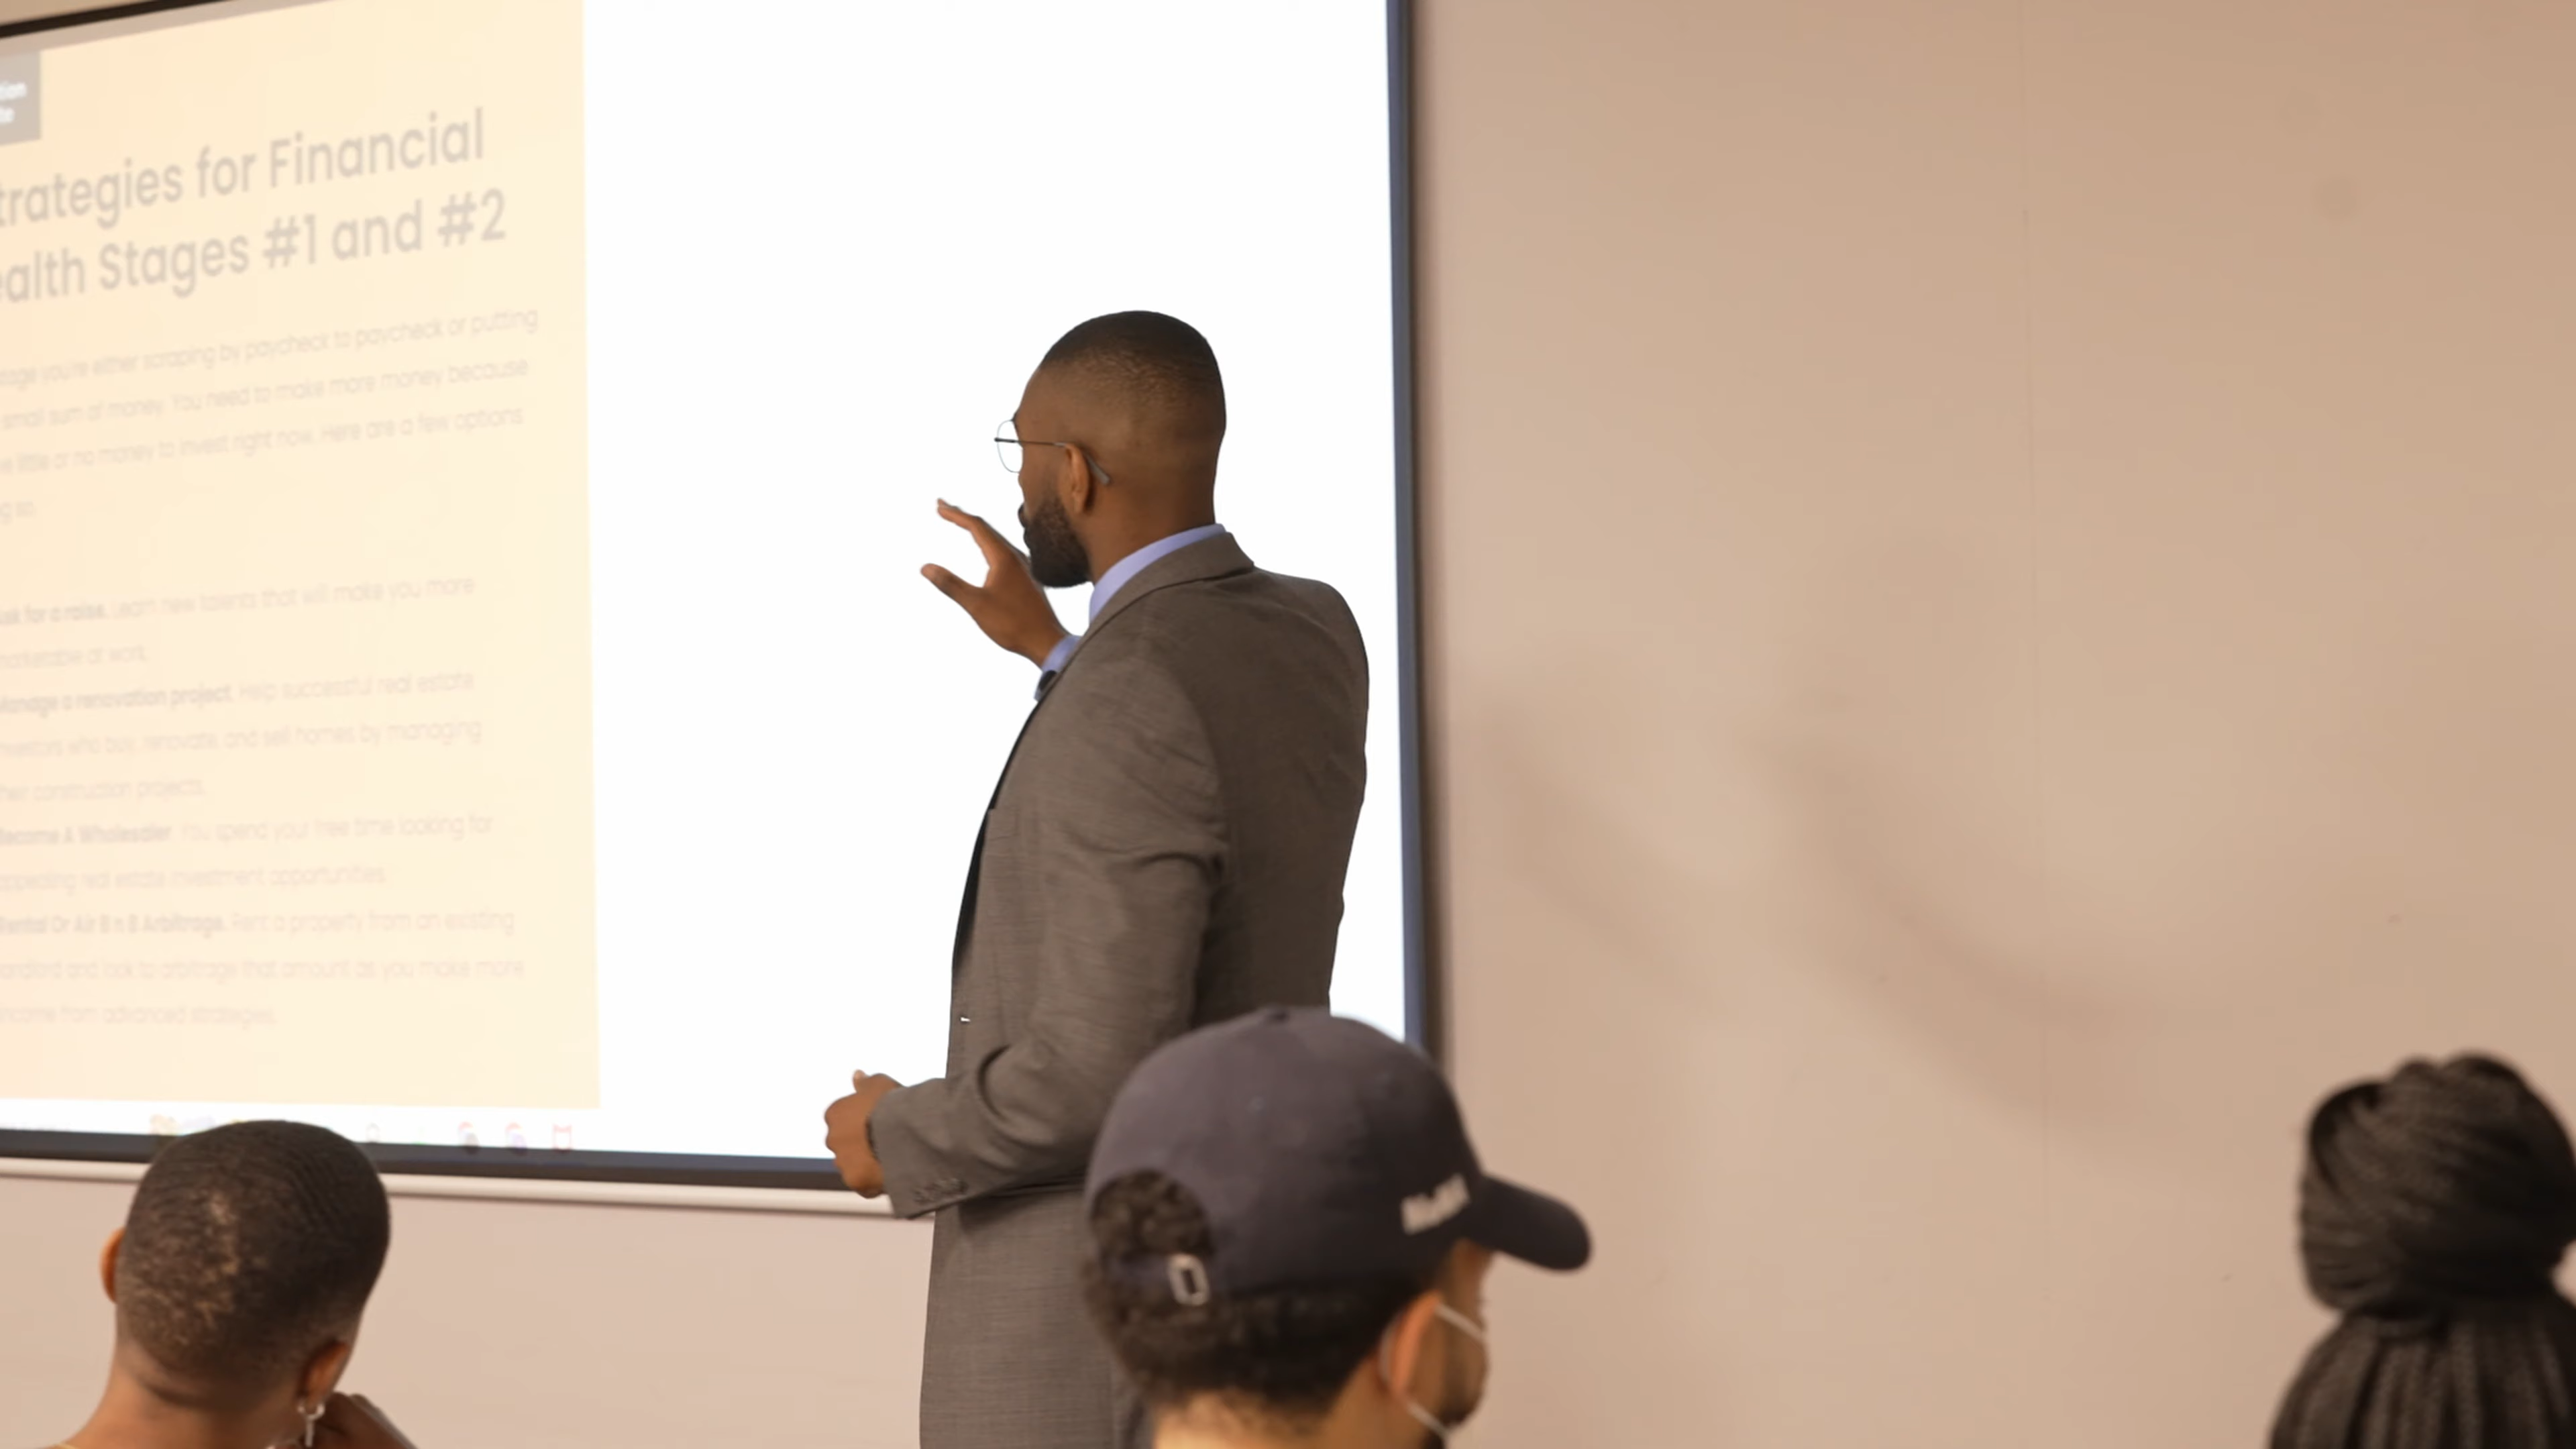 tion
te
trategies for Financial
ealth Stages #1 and #2
tage you're either scraping by paycheck to paycheck or putting
small sum of money. You need to make more money because
little or no money to invest right now. Here are a few options
g so.
sk for a raise. Learn new talents that will make you more
marketable at work.
Manage a renovation project. Help successful real estate
investors who buy, renovate, and sell homes by managing
their construction projects.
Become A Wholesaler. You spend your free time looking for
appealing real estate investment opportunities.
Rental Or Air B n B Arbitrage. Rent a property from an existing
landlord and look to arbitrage that amount as you make more
income from advanced strategies.